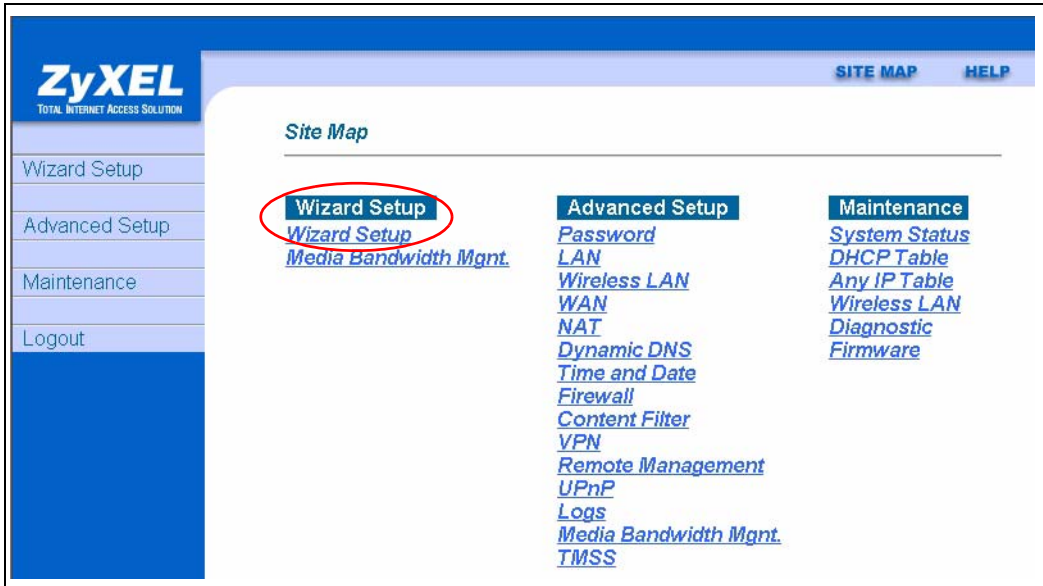 ZyXEL
TOTAL INTERNET ACCESS SOLUTION
SITE MAP HELP
Wizard Setup
Advanced Setup
Maintenance
Logout
Site Map
Wizard Setup
Wizard Setup
Media Bandwidth Mgnt.
Advanced Setup
Password
LAN
Wireless LAN
WAN
NAT
Dynamic DNS
Time and Date
Firewall
Content Filter
VPN
Remote Management
UPnP
Logs
Media Bandwidth Mgnt.
TMSS
Maintenance
System Status
DHCP Table
Any IP Table
Wireless LAN
Diagnostic
Firmware